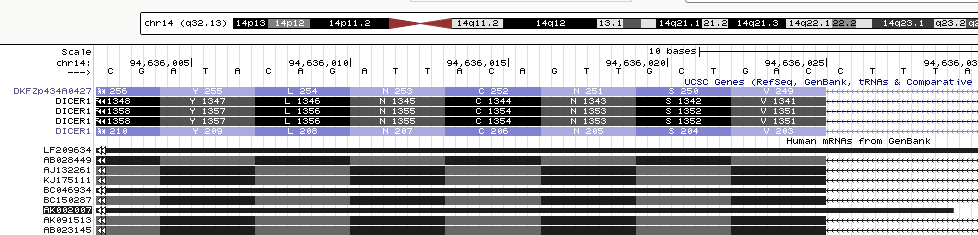 chr14 (q32.13) 14p13 14p12 14p11.2 14q11.2 14q12 13.1 14q21.1 21.2 14q21.3 14q22.1 22.2 14q23.1 q23.2
Scale 10 bases
chr14: 94,636,005 94,636,010 94,636,015 94,636,020 94,636,025 94,636,03
--->
UCSC Genes (RefSeq, GenBank, tRNAs & Comparative
DKFZp434A0427 256 Y 255 L 254 N 253 C 252 N 251 S 250 V 249
DICER1 1348 Y 1347 L 1346 N 1345 C 1344 N 1343 S 1342 V 1341
DICER1 1358 Y 1357 L 1356 N 1355 C 1354 N 1353 S 1352 V 1351
DICER1 1358 Y 1357 L 1356 N 1355 C 1354 N 1353 S 1352 V 1351
DICER1 210 Y 209 L 208 N 207 C 206 N 205 S 204 V 203
Human mRNAs from GenBank
LF209634
AB028449
AJ132261
KJ175111
BC046934
BC150287
AK002007
AK091513
AB023145